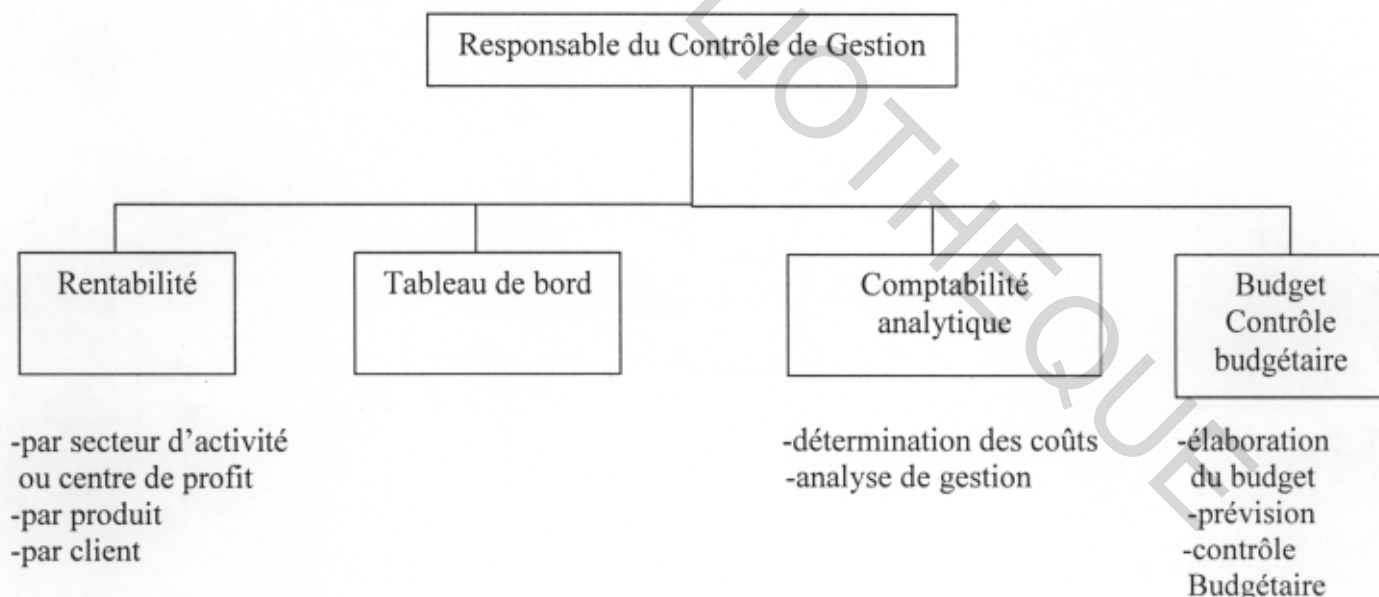 Responsable du Contrôle de Gestion
Rentabilité
Tableau de bord
Comptabilité
analytique
Budget
Contrôle
budgétaire
-par secteur d'activité
ou centre de profit
-par produit
-par client
-détermination des coûts
-analyse de gestion
-élaboration
du budget
-prévision
-contrôle
Budgétaire
LIOTHEQUE